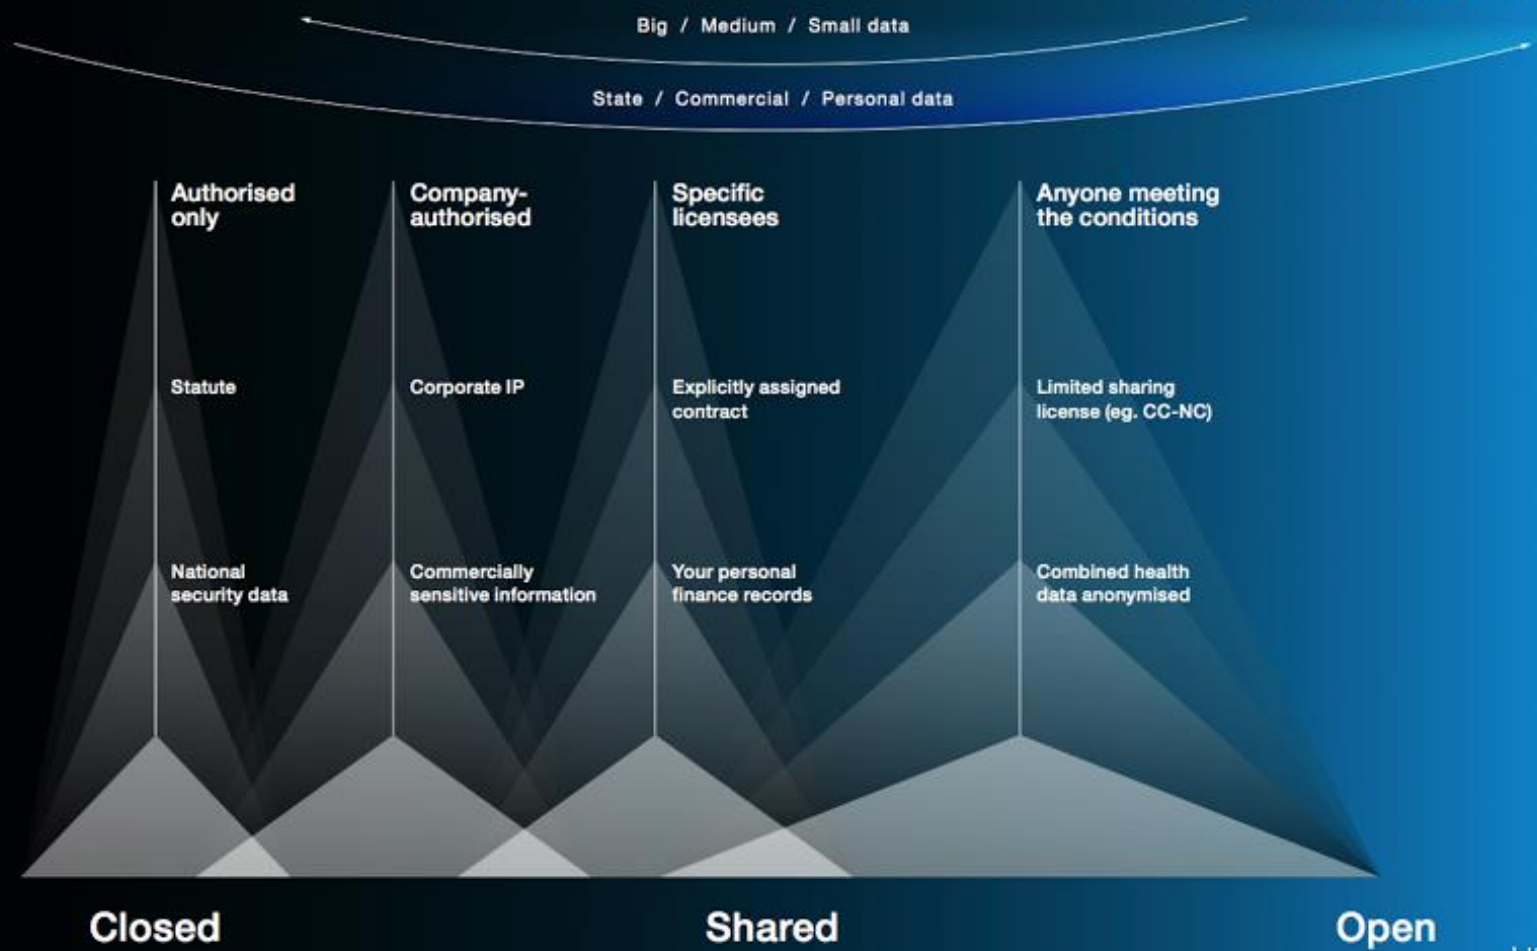 Big / Medium / Small data
State / Commercial / Personal data
Authorised
only
Company-
authorised
Specific
licensees
Anyone meeting
the conditions
Statute
Corporate IP
Explicitly assigned
contract
Limited sharing
license (eg. CC-NC)
National
security data
Commercially
sensitive information
Your personal
finance records
Combined health
data anonymised
Closed
Shared
Open